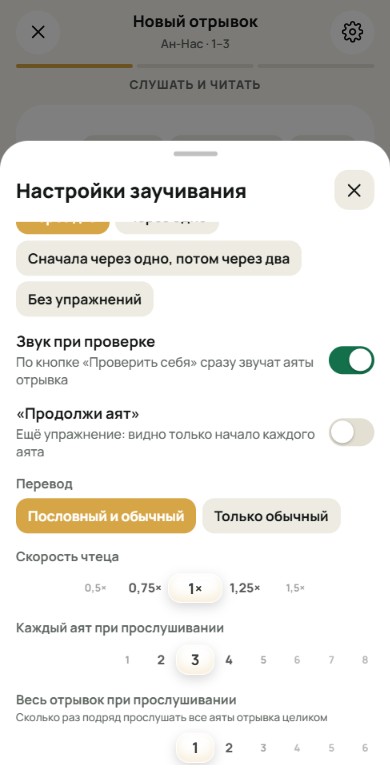 Новый отрывок
Ан-Нас · 1–3
СЛУШАТЬ И ЧИТАТЬ
Настройки заучивания
Сначала через одно, потом через два
Без упражнений
Звук при проверке
По кнопке «Проверить себя» сразу звучат аяты
отрывка
«Продолжи аят»
Ещё упражнение: видно только начало каждого
аята
Перевод
Пословный и обычный Только обычный
Скорость чтеца
0,5× 0,75× 1× 1,25× 1,5×
Каждый аят при прослушивании
1 2 3 4 5 6 7 8
Весь отрывок при прослушивании
Сколько раз подряд прослушать все аяты отрывка целиком
1 2 3 4 5 6